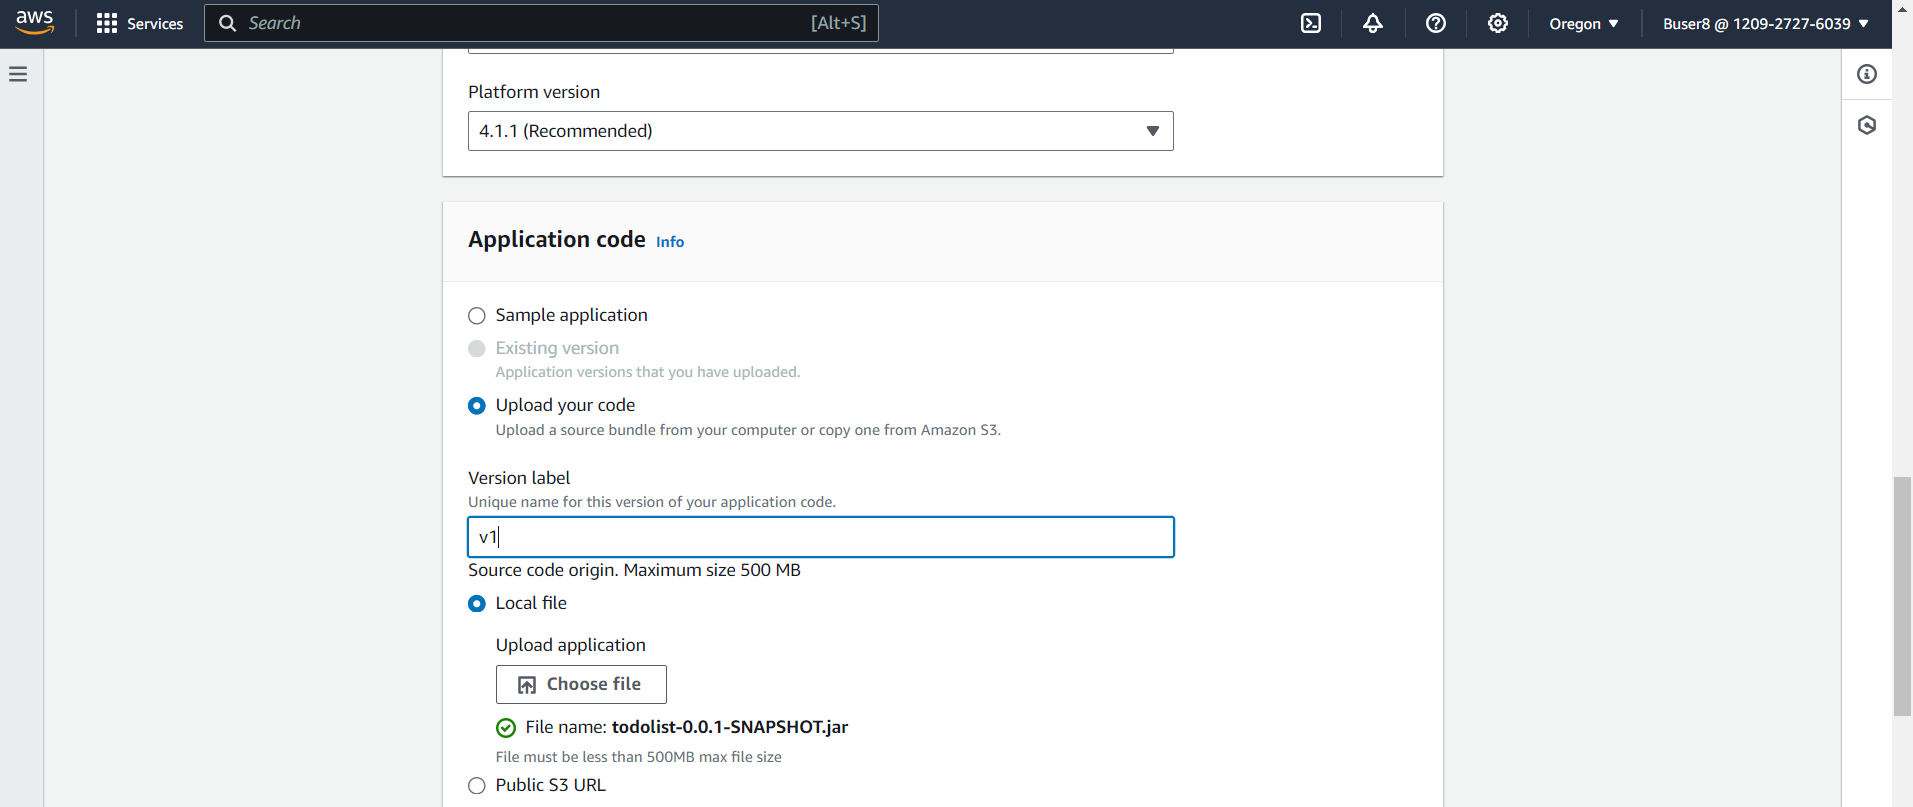 aws
Services
Search
[Alt+S]
Oregon
Buser8 @ 1209-2727-6039
Platform version
4.1.1 (Recommended)
Application code Info
Sample application
Existing version
Application versions that you have uploaded.
Upload your code
Upload a source bundle from your computer or copy one from Amazon S3.
Version label
Unique name for this version of your application code.
v1
Source code origin. Maximum size 500 MB
Local file
Upload application
Choose file
File name: todolist-0.0.1-SNAPSHOT.jar
File must be less than 500MB max file size
Public S3 URL